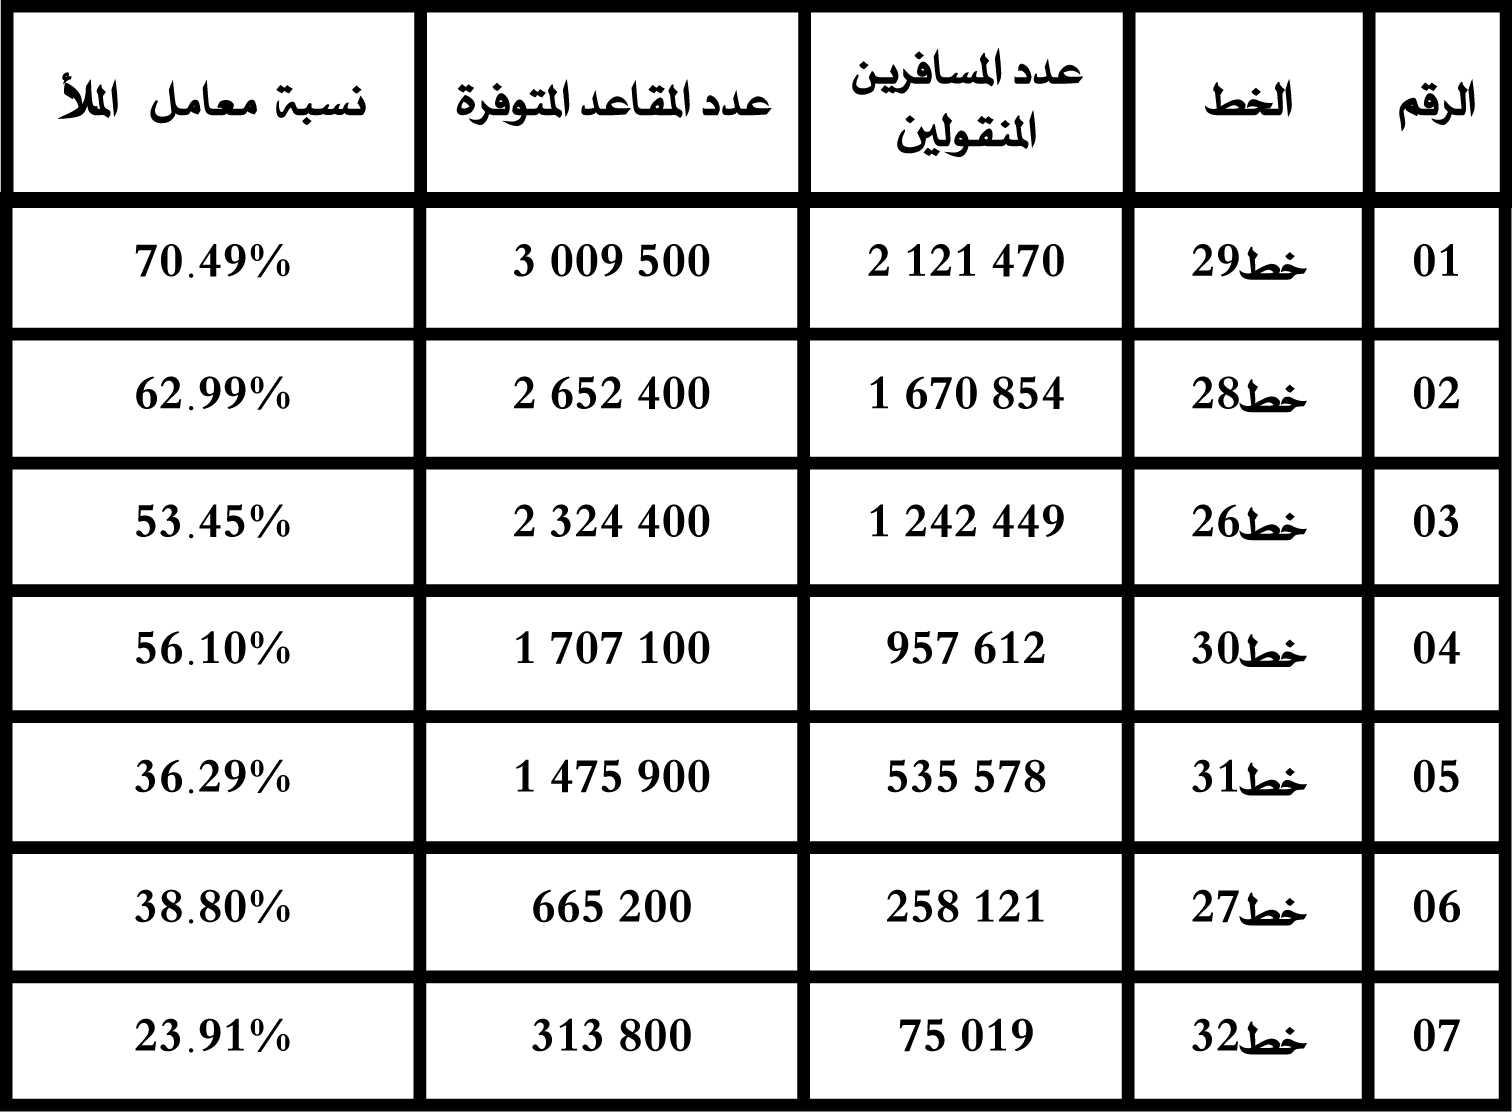 الرقم
الخط
عدد المسافرين
المنقولين
عدد المقاعد المتوفرة
نسبة معامل الملأ
01
خط29
2 121 470
3 009 500
70.49%
02
خط28
1 670 854
2 652 400
62.99%
03
خط26
1 242 449
2 324 400
53.45%
04
خط30
957 612
1 707 100
56.10%
05
خط31
535 578
1 475 900
36.29%
06
خط27
258 121
665 200
38.80%
07
خط32
75 019
313 800
23.91%